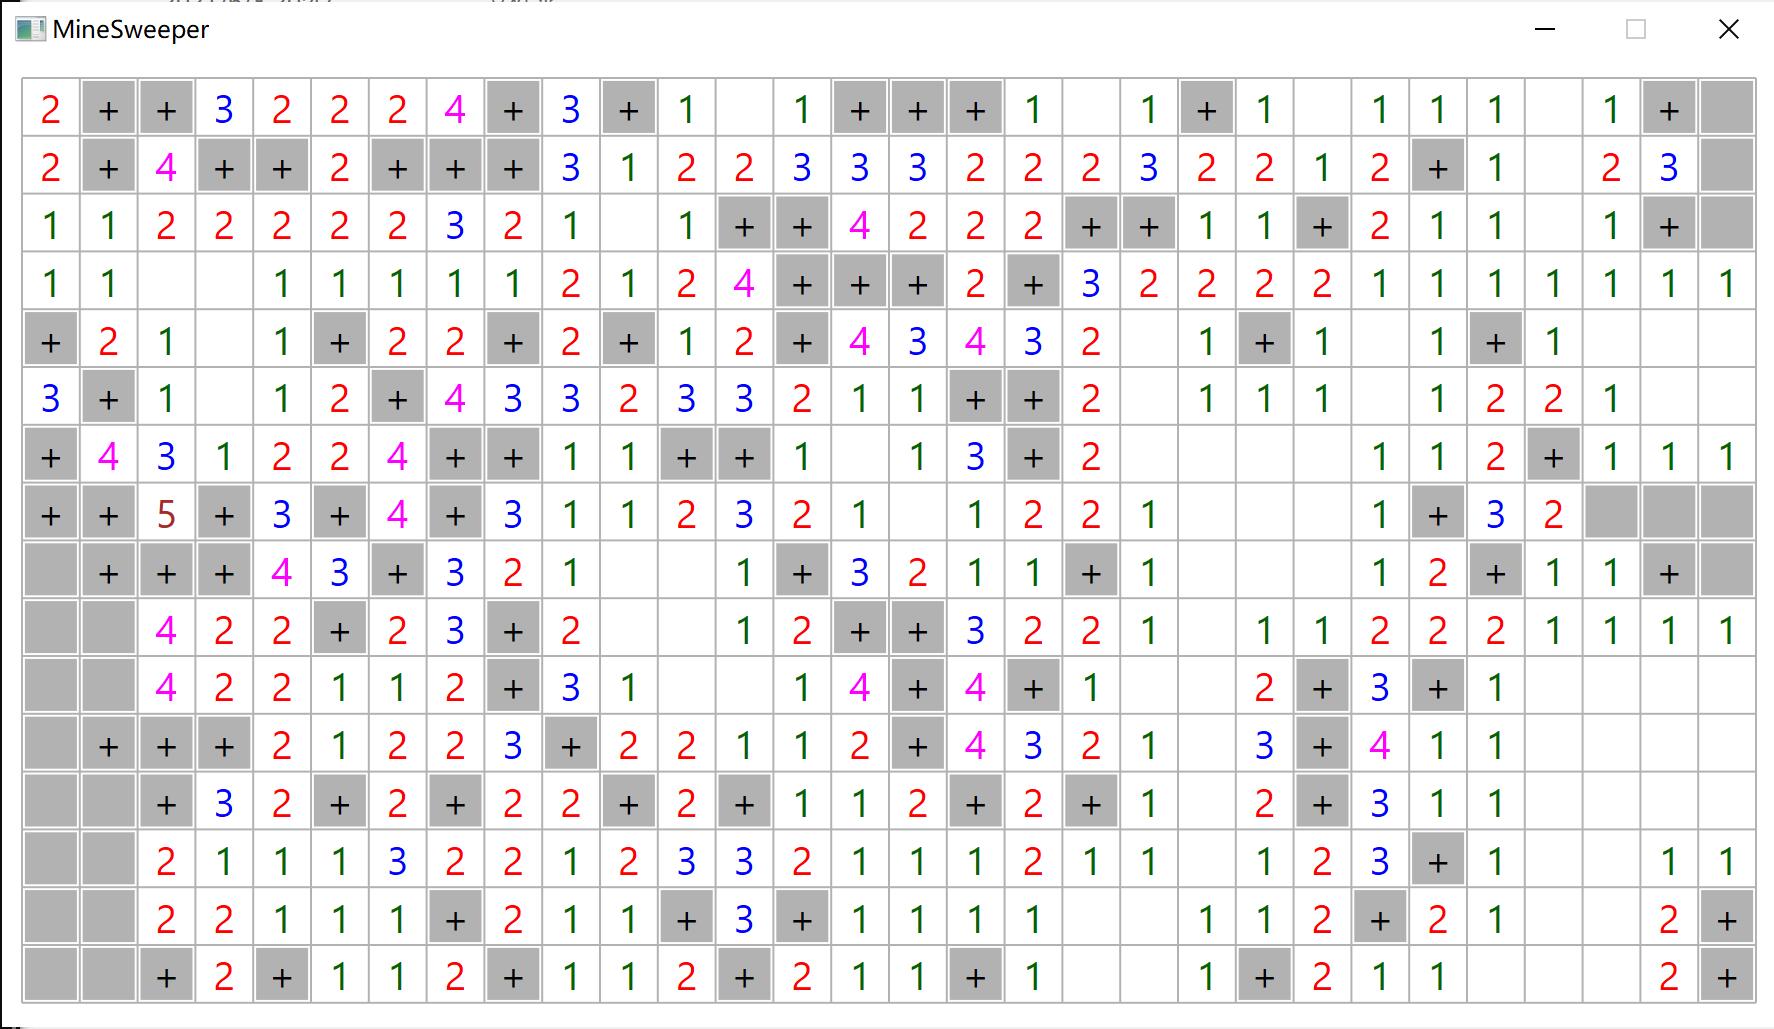 MineSweeper
2 + + 3 2 2 2 4 + 3 + 1 1 + + + 1 1 + 1 1 1 1 1 +
2 + 4 + + 2 + + + 3 1 2 2 3 3 3 2 2 2 3 2 2 1 2 + 1 2 3
1 1 2 2 2 2 2 3 2 1 1 + + 4 2 2 2 + + 1 1 + 2 1 1 1 +
1 1 1 1 1 1 1 2 1 2 4 + + + 2 + 3 2 2 2 2 1 1 1 1 1 1 1
+ 2 1 1 + 2 2 + 2 + 1 2 + 4 3 4 3 2 1 + 1 1 + 1
3 + 1 1 2 + 4 3 3 2 3 3 2 1 1 + + 2 1 1 1 1 2 2 1
+ 4 3 1 2 2 4 + + 1 1 + + 1 1 3 + 2 1 1 2 + 1 1 1
+ + 5 + 3 + 4 + 3 1 1 2 3 2 1 1 2 2 1 1 + 3 2
+ + + 4 3 + 3 2 1 1 + 3 2 1 1 + 1 1 2 + 1 1 +
4 2 2 + 2 3 + 2 1 2 + + 3 2 2 1 1 1 2 2 2 1 1 1 1
4 2 2 1 1 2 + 3 1 1 4 + 4 + 1 2 + 3 + 1
+ + + 2 1 2 2 3 + 2 2 1 1 2 + 4 3 2 1 3 + 4 1 1
+ 3 2 + 2 + 2 2 + 2 + 1 1 2 + 2 + 1 2 + 3 1 1
2 1 1 1 3 2 2 1 2 3 3 2 1 1 1 2 1 1 1 2 3 + 1 1 1
2 2 1 1 1 + 2 1 1 + 3 + 1 1 1 1 1 1 2 + 2 1 2 +
+ 2 + 1 1 2 + 1 1 2 + 2 1 1 + 1 1 + 2 1 1 2 +